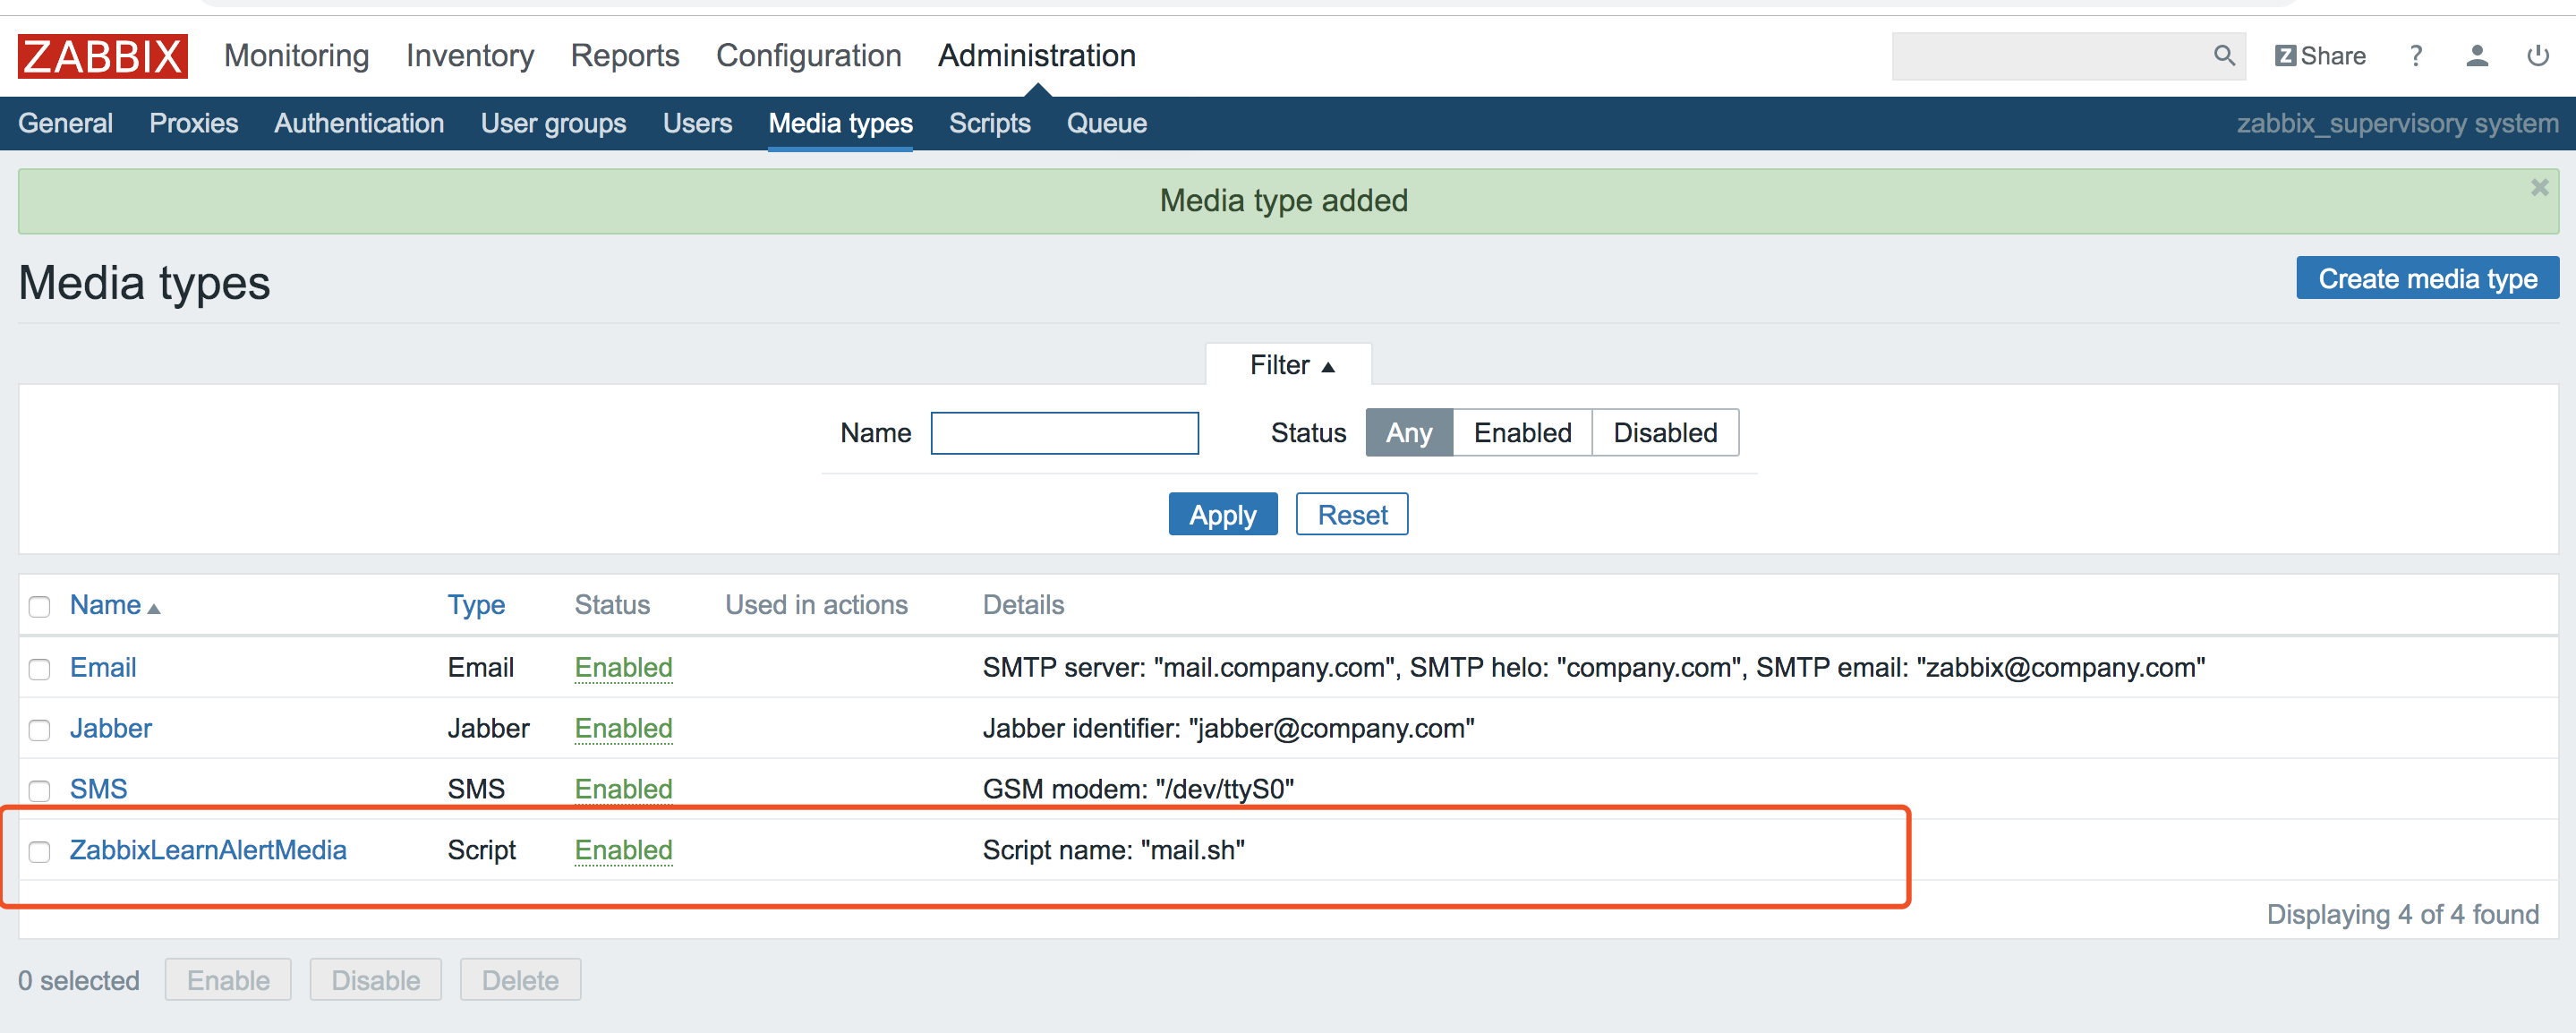 ZABBIX Monitoring Inventory Reports Configuration Administration Z Share ?
General Proxies Authentication User groups Users Media types Scripts Queue zabbix_supervisory system
Media type added
Media types Create media type
Filter
Name Status Any Enabled Disabled
Apply Reset
Name Type Status Used in actions Details
Email Email Enabled SMTP server: "mail.company.com", SMTP helo: "company.com", SMTP email: "zabbix@company.com"
Jabber Jabber Enabled Jabber identifier: "jabber@company.com"
SMS SMS Enabled GSM modem: "/dev/ttyS0"
ZabbixLearnAlertMedia Script Enabled Script name: "mail.sh"
Displaying 4 of 4 found
0 selected Enable Disable Delete